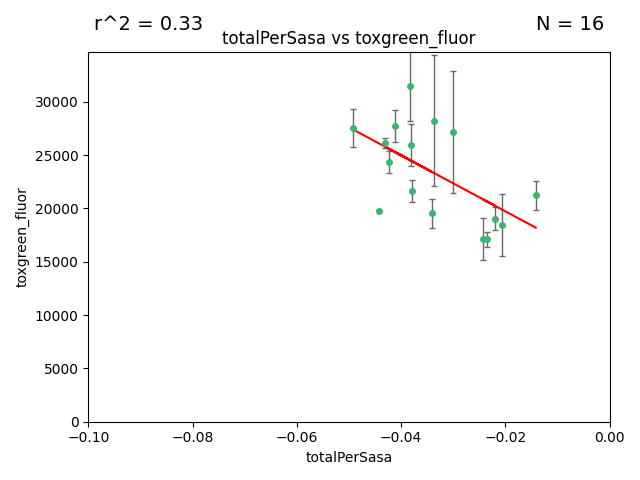 r^2 = 0.33
N = 16
totalPerSasa vs toxgreen_fluor
30000
25000
20000
15000
10000
5000
0
toxgreen_fluor
−0.10
−0.08
−0.06
−0.04
−0.02
0.00
totalPerSasa